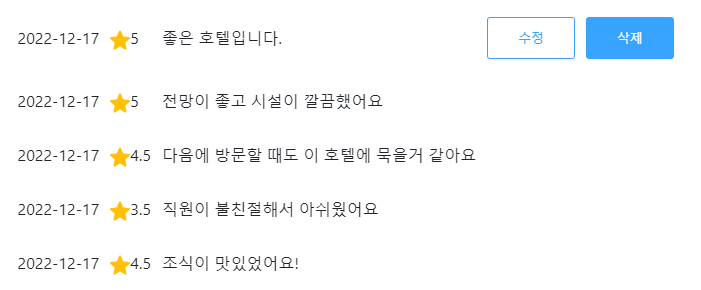 2022-12-17 5 좋은 호텔입니다. 수정 삭제
2022-12-17 5 전망이 좋고 시설이 깔끔했어요
2022-12-17 4.5 다음에 방문할 때도 이 호텔에 묵을거 같아요
2022-12-17 3.5 직원이 불친절해서 아쉬웠어요
2022-12-17 4.5 조식이 맛있었어요!